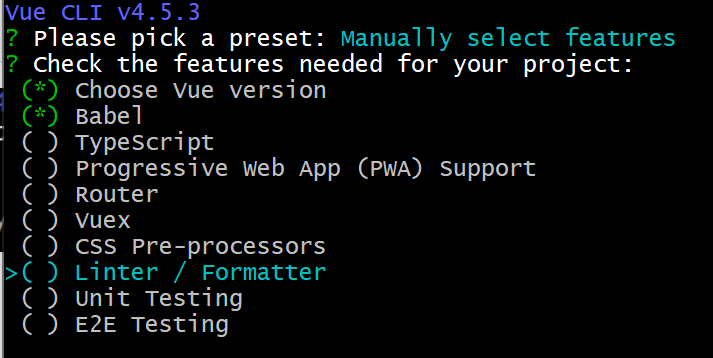 Vue CLI v4.5.3
? Please pick a preset: Manually select features
? Check the features needed for your project:
(*) Choose Vue version
(*) Babel
( ) TypeScript
( ) Progressive Web App (PWA) Support
( ) Router
( ) Vuex
( ) CSS Pre-processors
>( ) Linter / Formatter
( ) Unit Testing
( ) E2E Testing